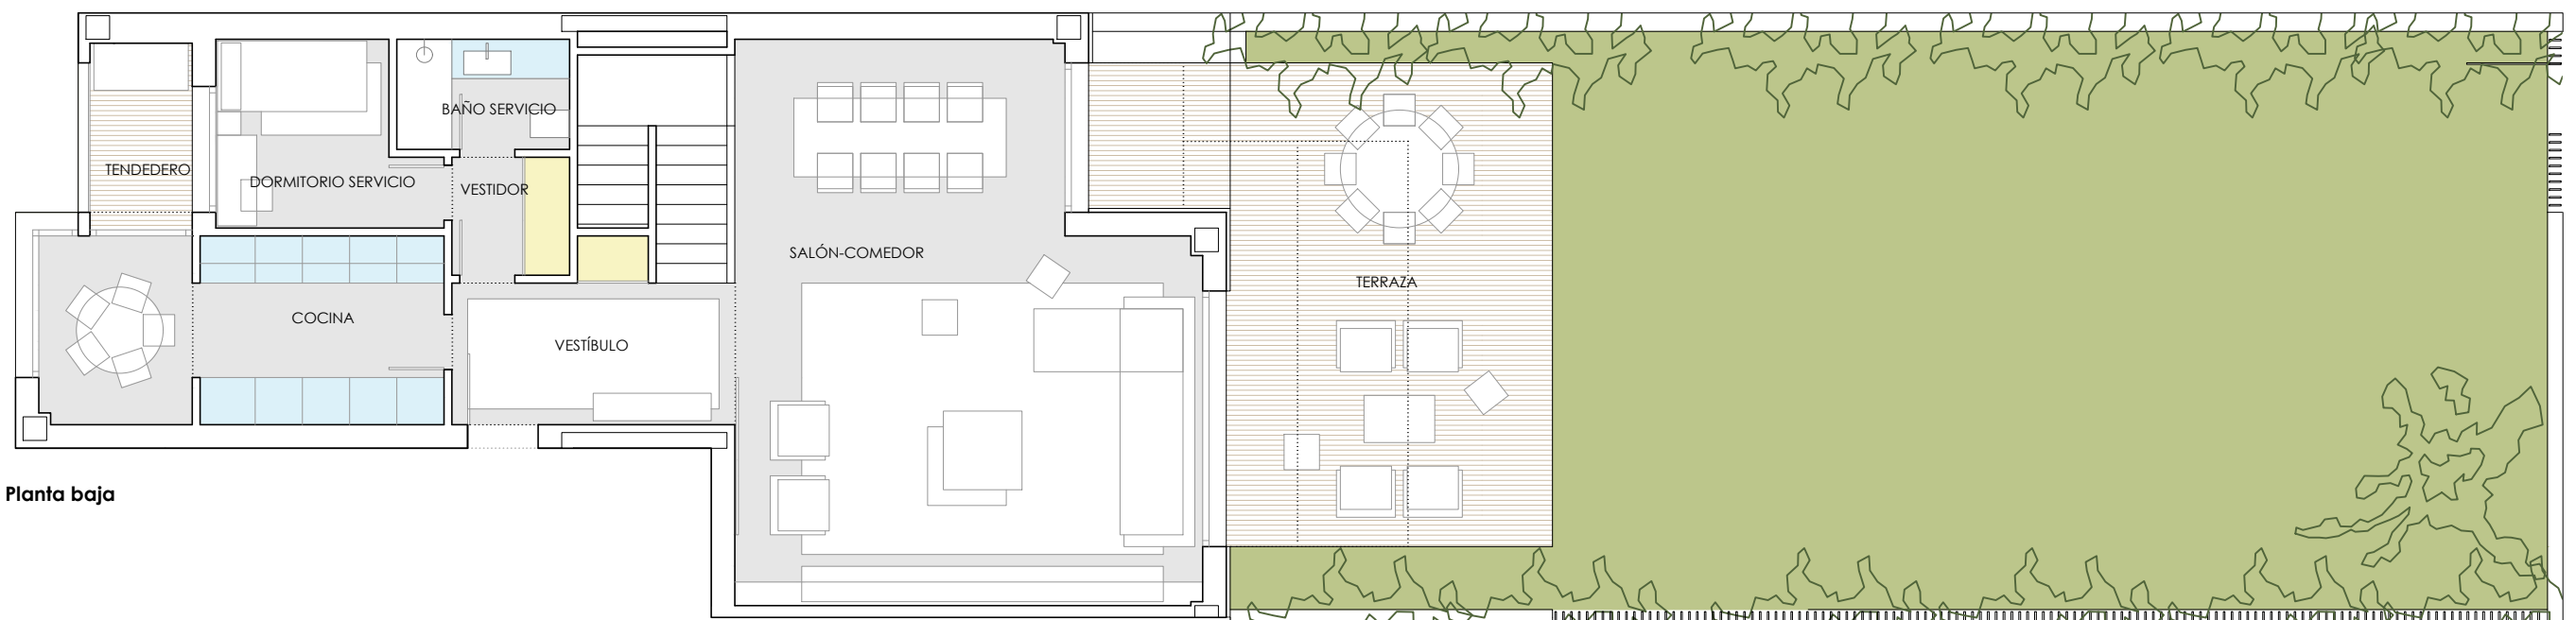 BAÑO SERVICIO
TENDEDERO
DORMITORIO SERVICIO
VESTIDOR
SALÓN-COMEDOR
TERRAZA
COCINA
VESTÍBULO
Planta baja